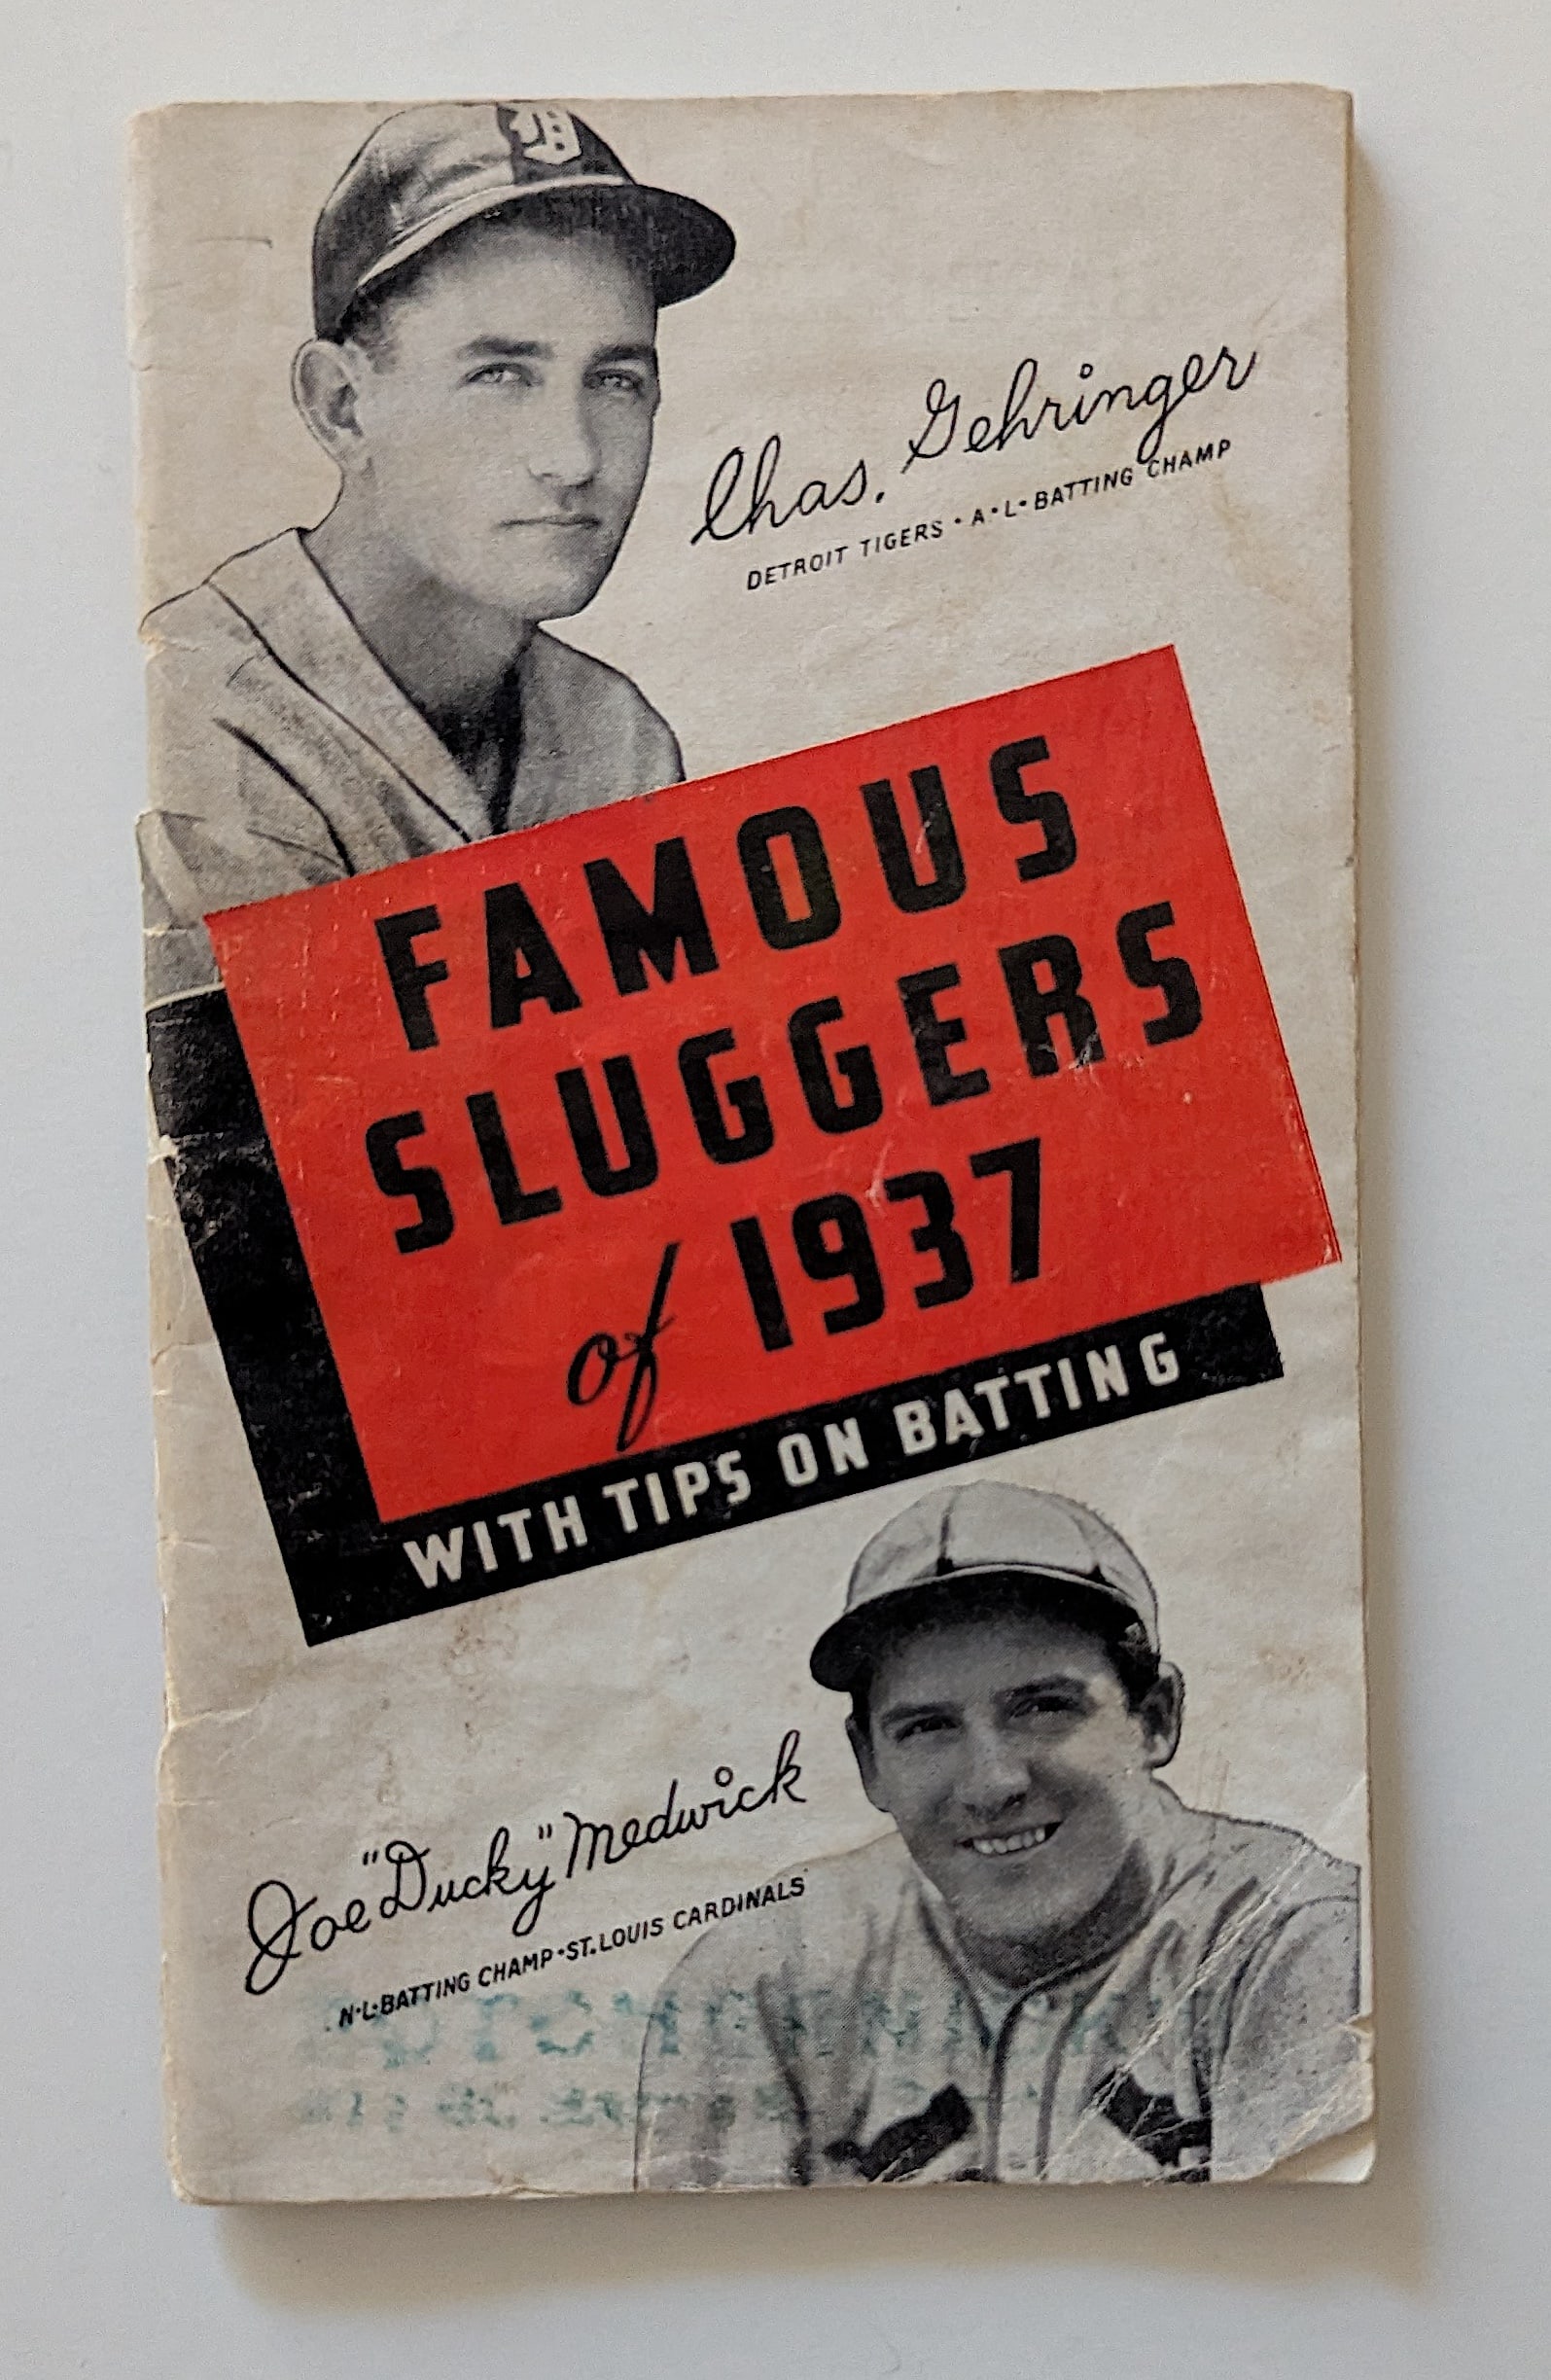 D
Chas. Gehringer
DETROIT TIGERS • A•L•BATTING CHAMP
FAMOUS
SLUGGERS
of 1937
WITH TIPS ON BATTING
Joe "Ducky" Medwick
N•L•BATTING CHAMP•ST.LOUIS CARDINALS